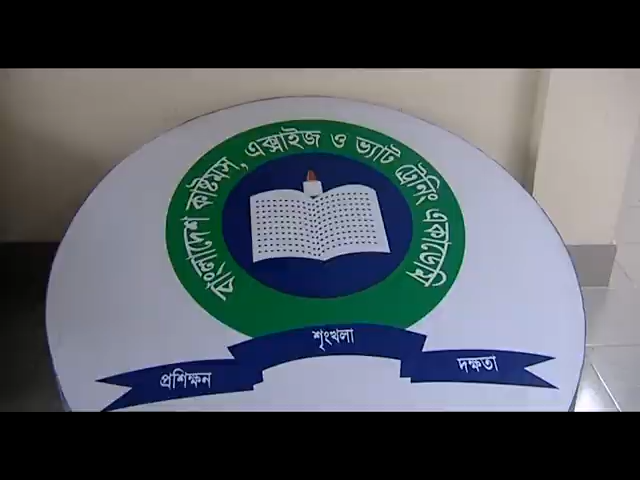 বাংলাদেশ কাষ্টমস, এক্সাইজ ও ভ্যাট ট্রেনিং একাডেমি
প্রশিক্ষন
শৃংখলা
দক্ষতা